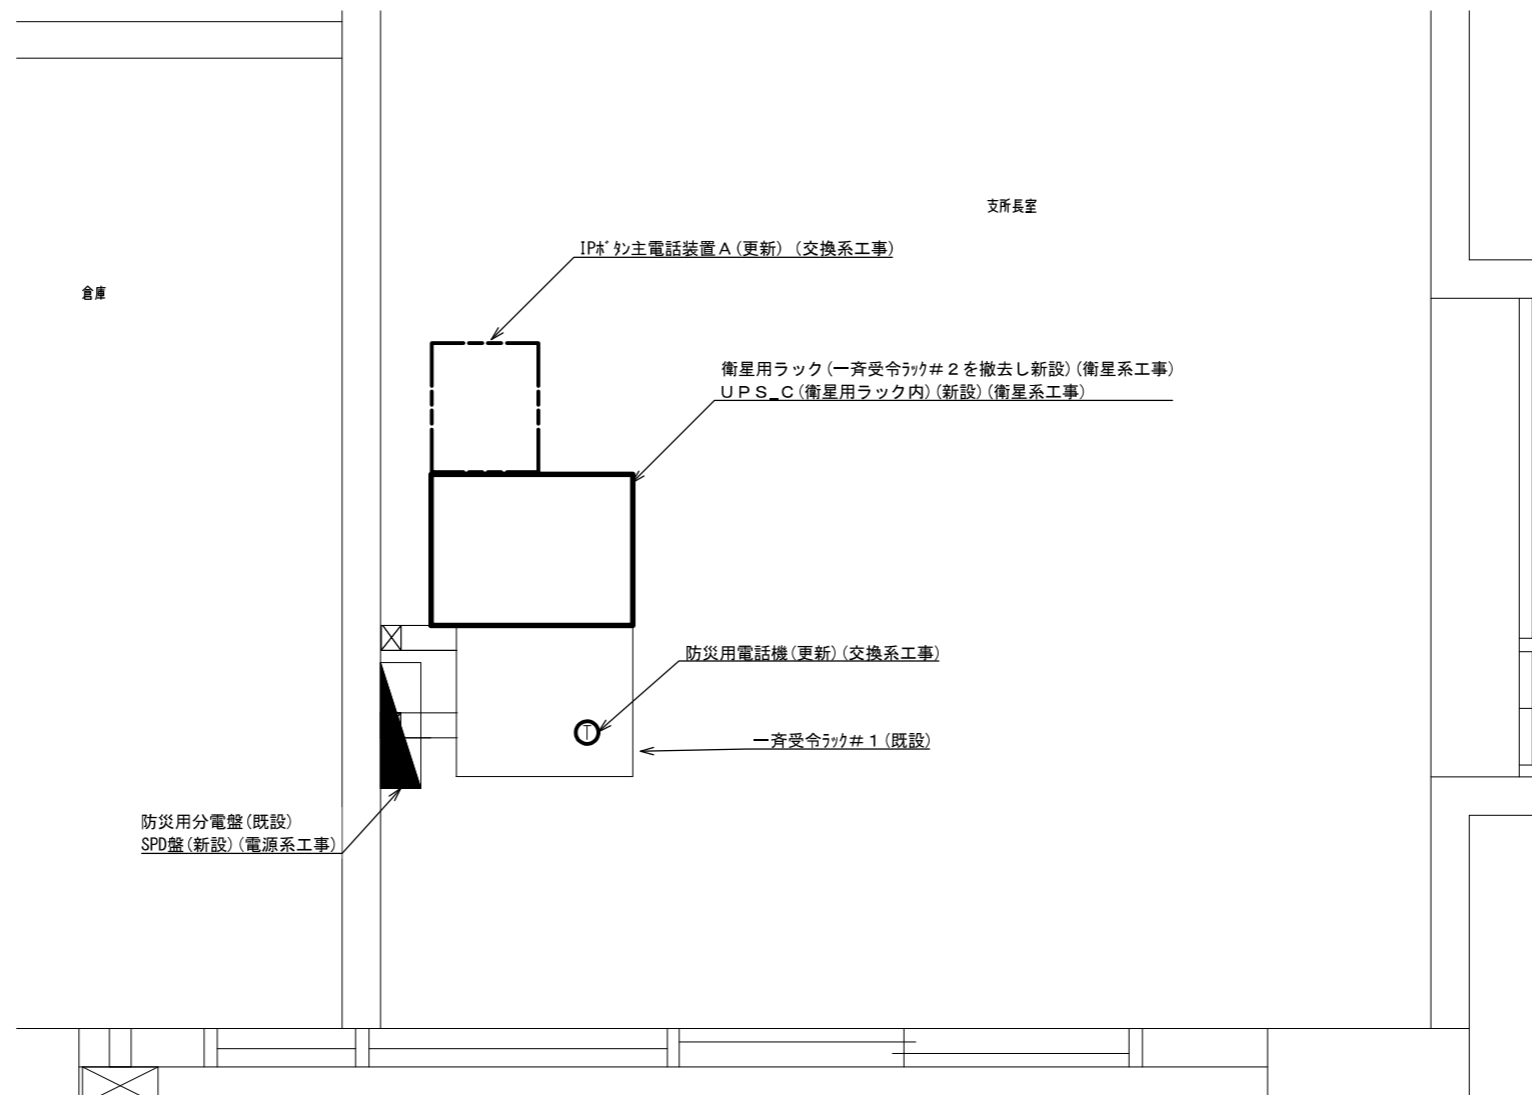 支所長室
IPﾎﾞﾀﾝ主電話装置A(更新) (交換系工事)
倉庫
衛星用ラック(一斉受令ﾗｯｸ#2を撤去し新設)(衛星系工事)
UPS_C(衛星用ラック内)(新設)(衛星系工事)
防災用電話機(更新)(交換系工事)
T
一斉受令ﾗｯｸ#1(既設)
防災用分電盤(既設)
SPD盤(新設)(電源系工事)